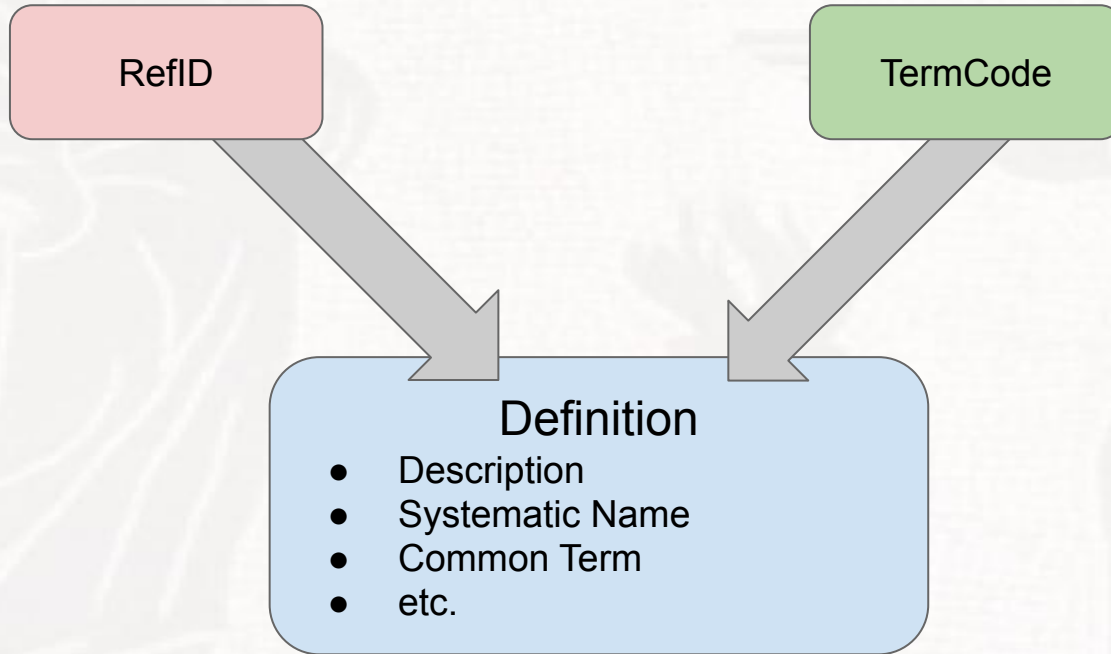 RefID
TermCode
Definition
● Description
● Systematic Name
● Common Term
● etc.